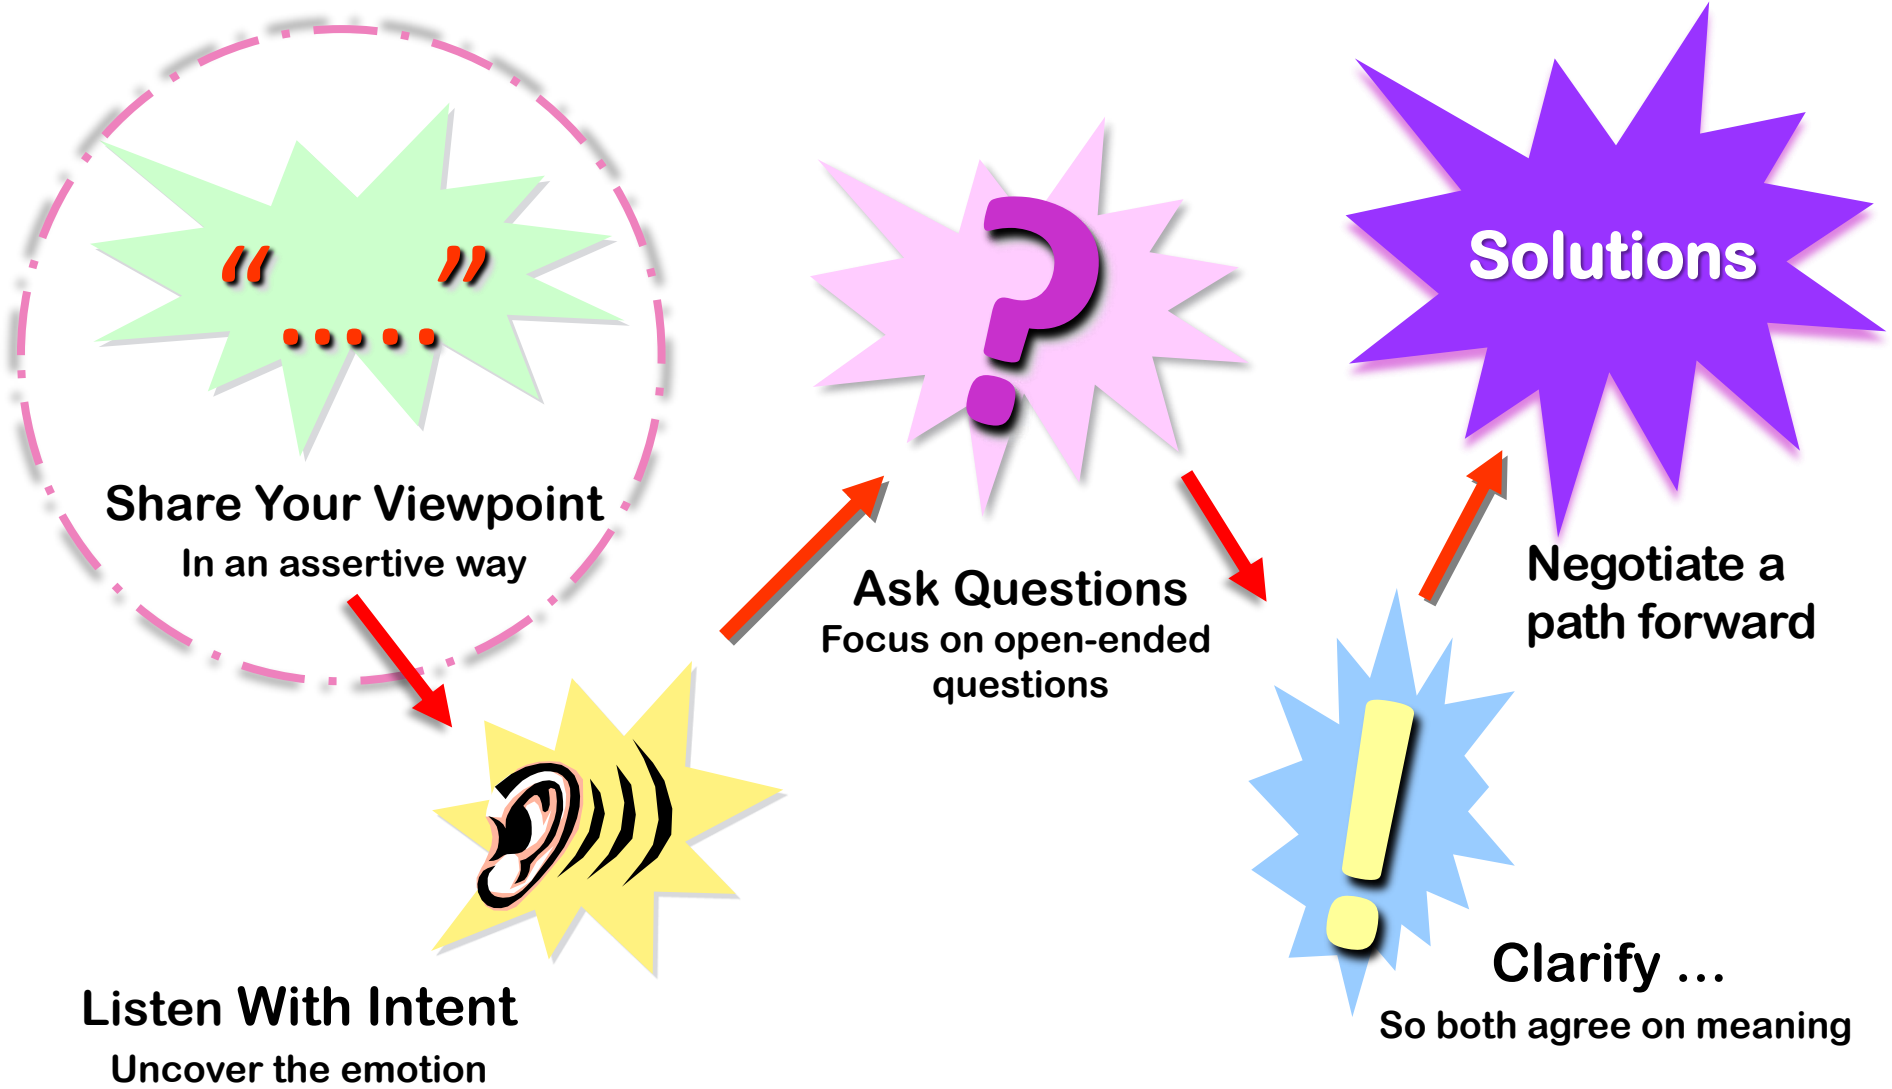 “ ”
.....
Share Your Viewpoint
In an assertive way
Listen With Intent
Uncover the emotion
?
Ask Questions
Focus on open-ended
questions
!
Clarify …
So both agree on meaning
Solutions
Negotiate a
path forward